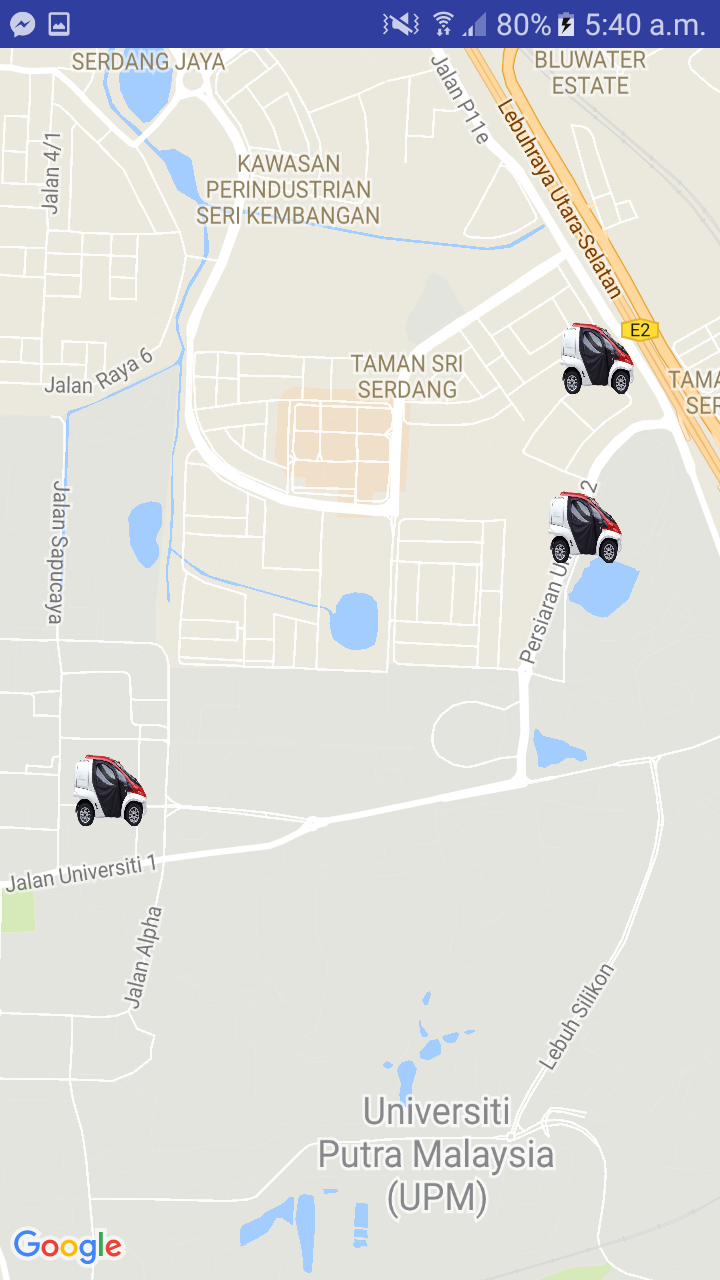 80% 5:40 a.m.
SERDANG JAYA
BLUWATER
ESTATE
Jalan P11e
Lebuhraya Utara-Selatan
Jalan 4/1
KAWASAN
PERINDUSTRIAN
SERI KEMBANGAN
E2
Jalan Raya 6
TAMAN SRI
SERDANG
TAMA
SER
2
Jalan Sapucaya
Persiaran U
Jalan Universiti 1
Jalan Alpha
Lebuh Silikon
Universiti
Putra Malaysia
(UPM)
Google